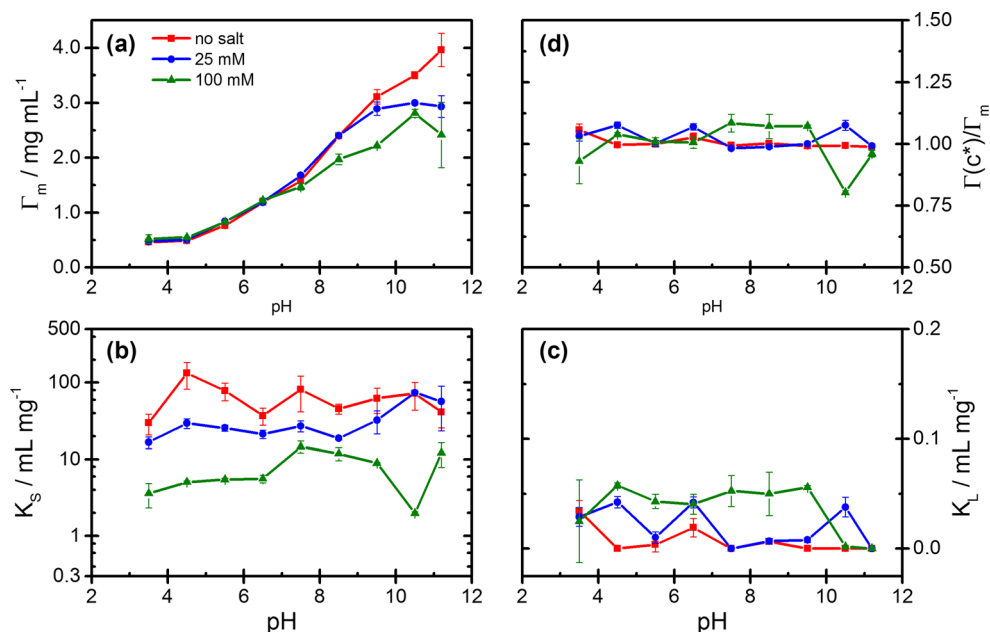 (a)
no salt
25 mM
100 mM
4.0
3.0
2.0
1.0
0.0
Γm / mg mL⁻¹
2 4 6 8 10 12
pH
(d)
1.50
1.25
1.00
0.75
0.50
Γ(c*)/Γm
2 4 6 8 10 12
pH
(b)
500
100
10
1
0.3
KS / mL mg⁻¹
2 4 6 8 10 12
pH
(c)
0.2
0.1
0.0
KL / mL mg⁻¹
2 4 6 8 10 12
pH